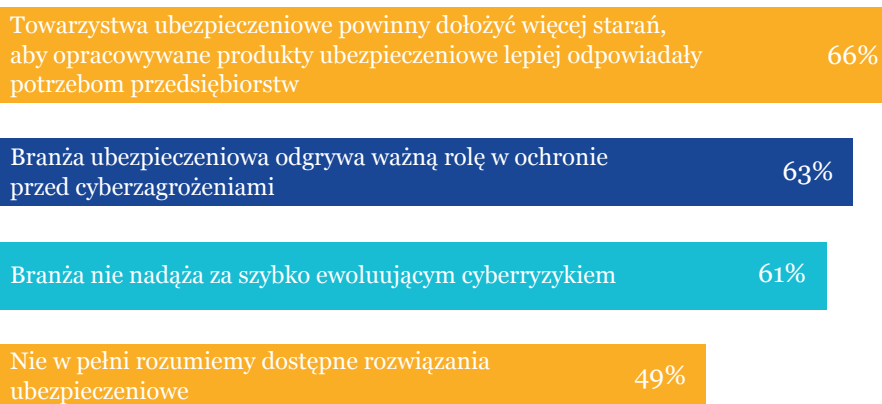 Towarzystwa ubezpieczeniowe powinny dołożyć więcej starań,
aby opracowywane produkty ubezpieczeniowe lepiej odpowiadały
potrzebom przedsiębiorstw
66%
Branża ubezpieczeniowa odgrywa ważną rolę w ochronie
przed cyberzagrożeniami
63%
Branża nie nadąża za szybko ewoluującym cyberryzykiem
61%
Nie w pełni rozumiemy dostępne rozwiązania
ubezpieczeniowe
49%